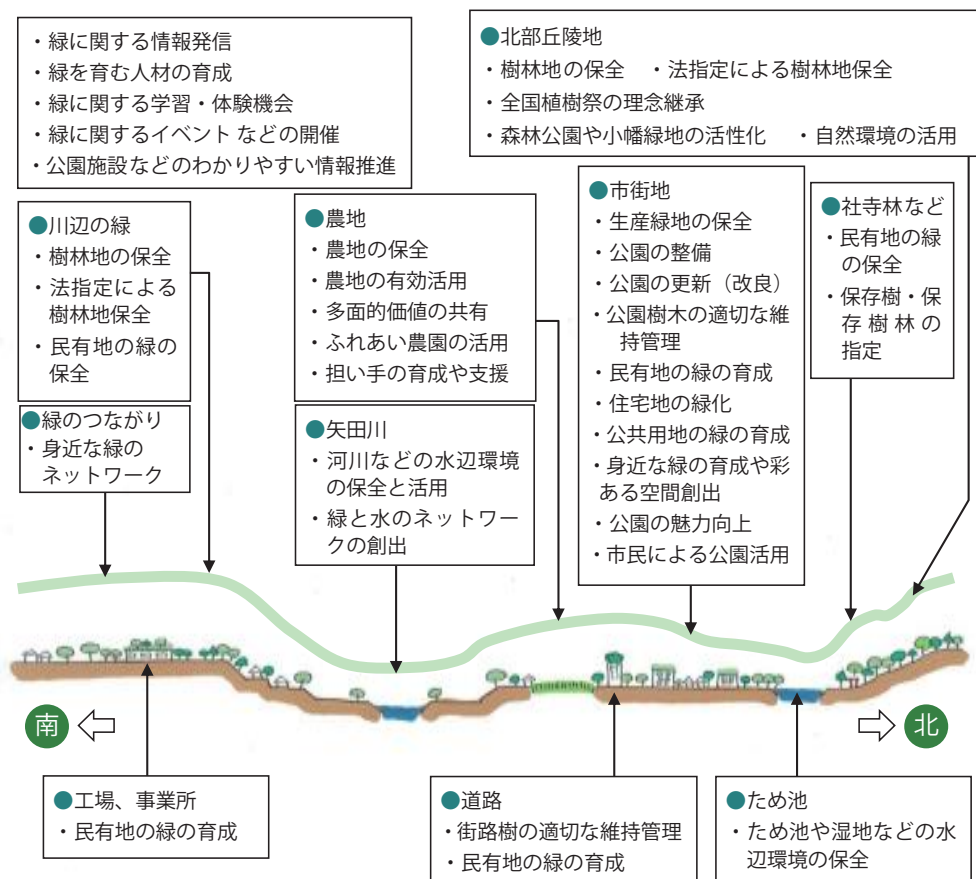 ・緑に関する情報発信
・緑を育む人材の育成
・緑に関する学習・体験機会
・緑に関するイベント などの開催
・公園施設などのわかりやすい情報推進
●北部丘陵地
・樹林地の保全　・法指定による樹林地保全
・全国植樹祭の理念継承
・森林公園や小幡緑地の活性化　・自然環境の活用
●川辺の緑
・樹林地の保全
・法指定による
樹林地保全
・民有地の緑の
保全
●緑のつながり
・身近な緑の
ネットワーク
●農地
・農地の保全
・農地の有効活用
・多面的価値の共有
・ふれあい農園の活用
・担い手の育成や支援
●矢田川
・河川などの水辺環境
の保全と活用
・緑と水のネットワー
クの創出
●市街地
・生産緑地の保全
・公園の整備
・公園の更新（改良）
・公園樹木の適切な維
持管理
・民有地の緑の育成
・住宅地の緑化
・公共用地の緑の育成
・身近な緑の育成や彩
ある空間創出
・公園の魅力向上
・市民による公園活用
●社寺林など
・民有地の緑
の保全
・保存樹・保
存樹林の
指定
南
北
●工場、事業所
・民有地の緑の育成
●道路
・街路樹の適切な維持管理
・民有地の緑の育成
●ため池
・ため池や湿地などの水
辺環境の保全